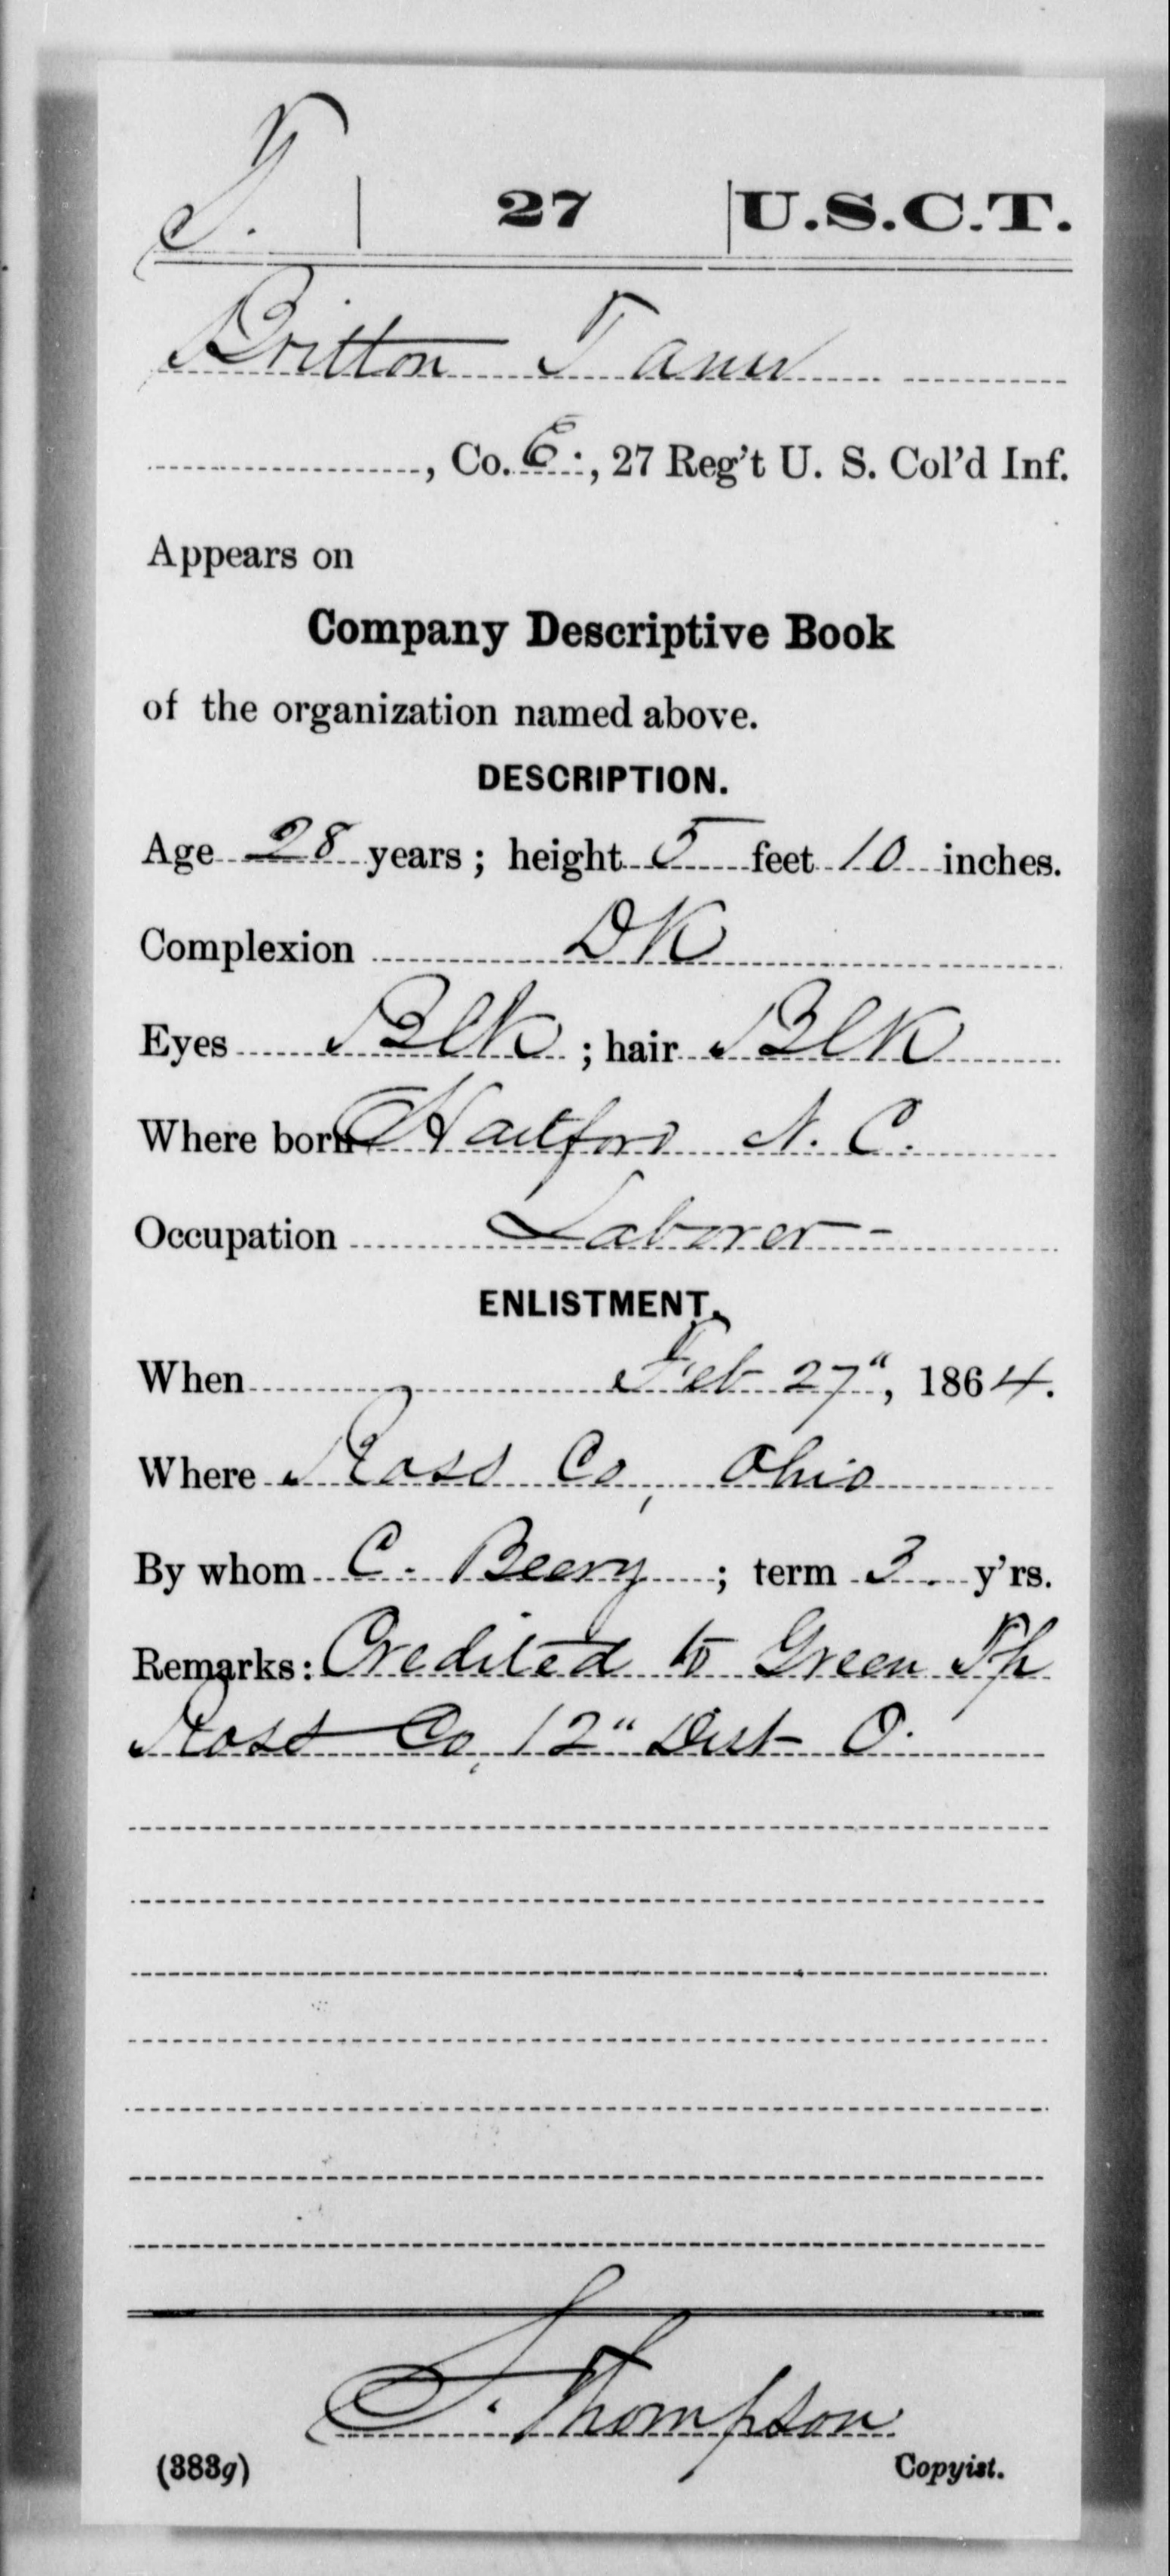 T. | 27 | U.S.C.T.
Britton Tann
, Co. E., 27 Reg't U. S. Col'd Inf.
Appears on
Company Descriptive Book
of the organization named above.
DESCRIPTION.
Age 28 years; height 5 feet 10 inches.
Complexion DK
Eyes Blk; hair Blk
Where born Hartford N. C.
Occupation Laborer -
ENLISTMENT.
When Feb 27", 1864.
Where Ross Co, Ohio
By whom C. Beery; term 3 y'rs.
Remarks: Credited to Green Tp
Ross Co, 12" Dist O.
Thompson
(383g) Copyist.